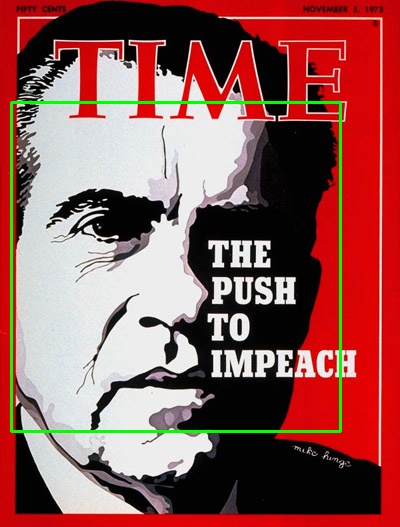 FIFTY CENTS NOVEMBER 5, 1973
TIME
THE
PUSH
TO
IMPEACH
mike hinge